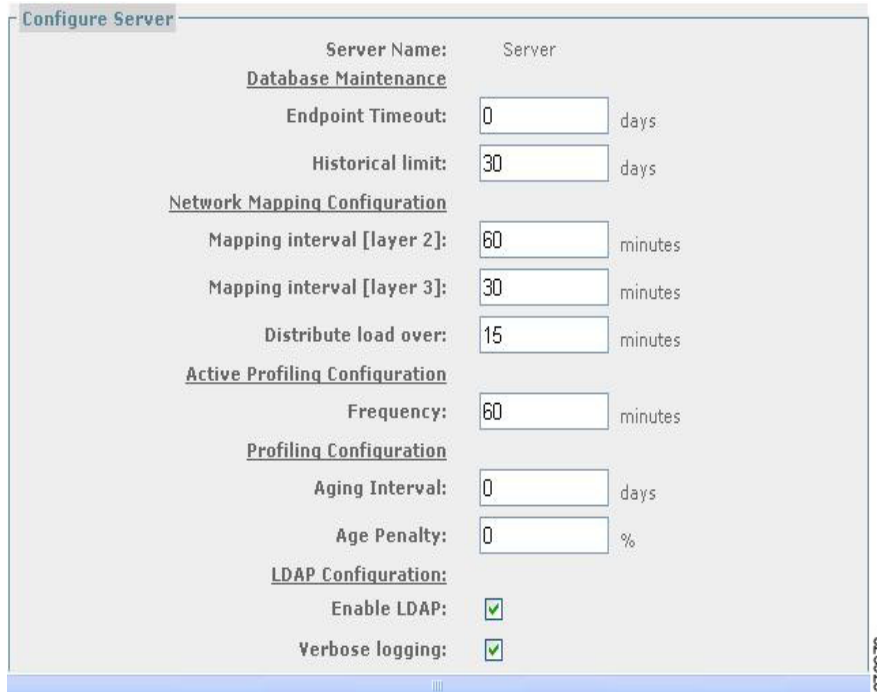 Configure Server
Server Name: Server
Database Maintenance
Endpoint Timeout: 0 days
Historical limit: 30 days
Network Mapping Configuration
Mapping interval [layer 2]: 60 minutes
Mapping interval [layer 3]: 30 minutes
Distribute load over: 15 minutes
Active Profiling Configuration
Frequency: 60 minutes
Profiling Configuration
Aging Interval: 0 days
Age Penalty: 0 %
LDAP Configuration:
Enable LDAP:
Verbose logging: